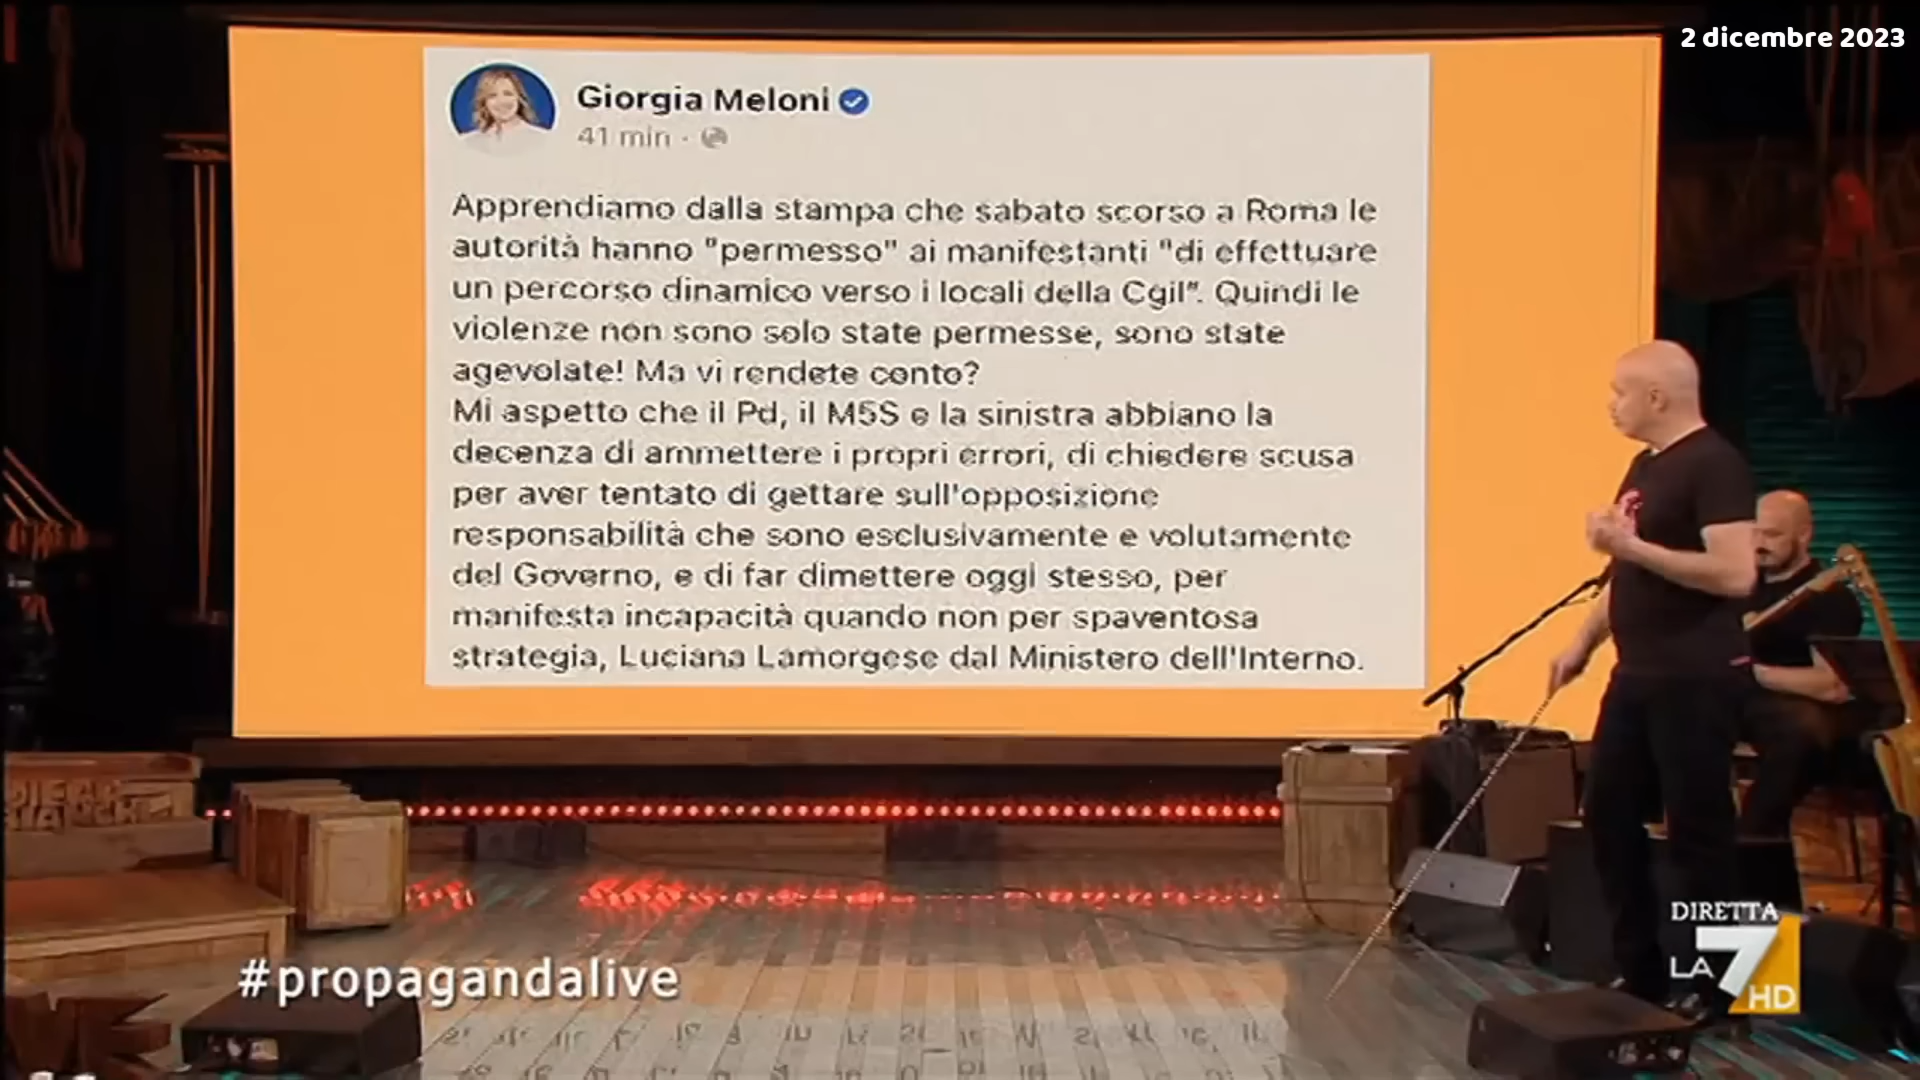 2 dicembre 2023
Giorgia Meloni
41 min ·
Apprendiamo dalla stampa che sabato scorso a Roma le
autorità hanno "permesso" ai manifestanti "di effettuare
un percorso dinamico verso i locali della Cgil". Quindi le
violenze non sono solo state permesse, sono state
agevolate! Ma vi rendete conto?
Mi aspetto che il Pd, il M5S e la sinistra abbiano la
decenza di ammettere i propri errori, di chiedere scusa
per aver tentato di gettare sull'opposizione
responsabilità che sono esclusivamente e volutamente
del Governo, e di far dimettere oggi stesso, per
manifesta incapacità quando non per spaventosa
strategia, Luciana Lamorgese dal Ministero dell'Interno.
DIEGO
BIANCHI
DIRETTA
LA 7 HD
#propagandalive